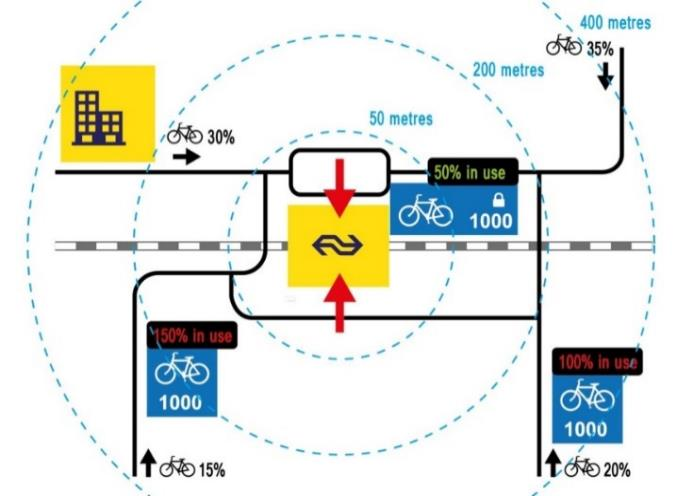 400 metres
35%
200 metres
50 metres
30%
50% in use
1000
150% in use
1000
100% in use
1000
15%
20%